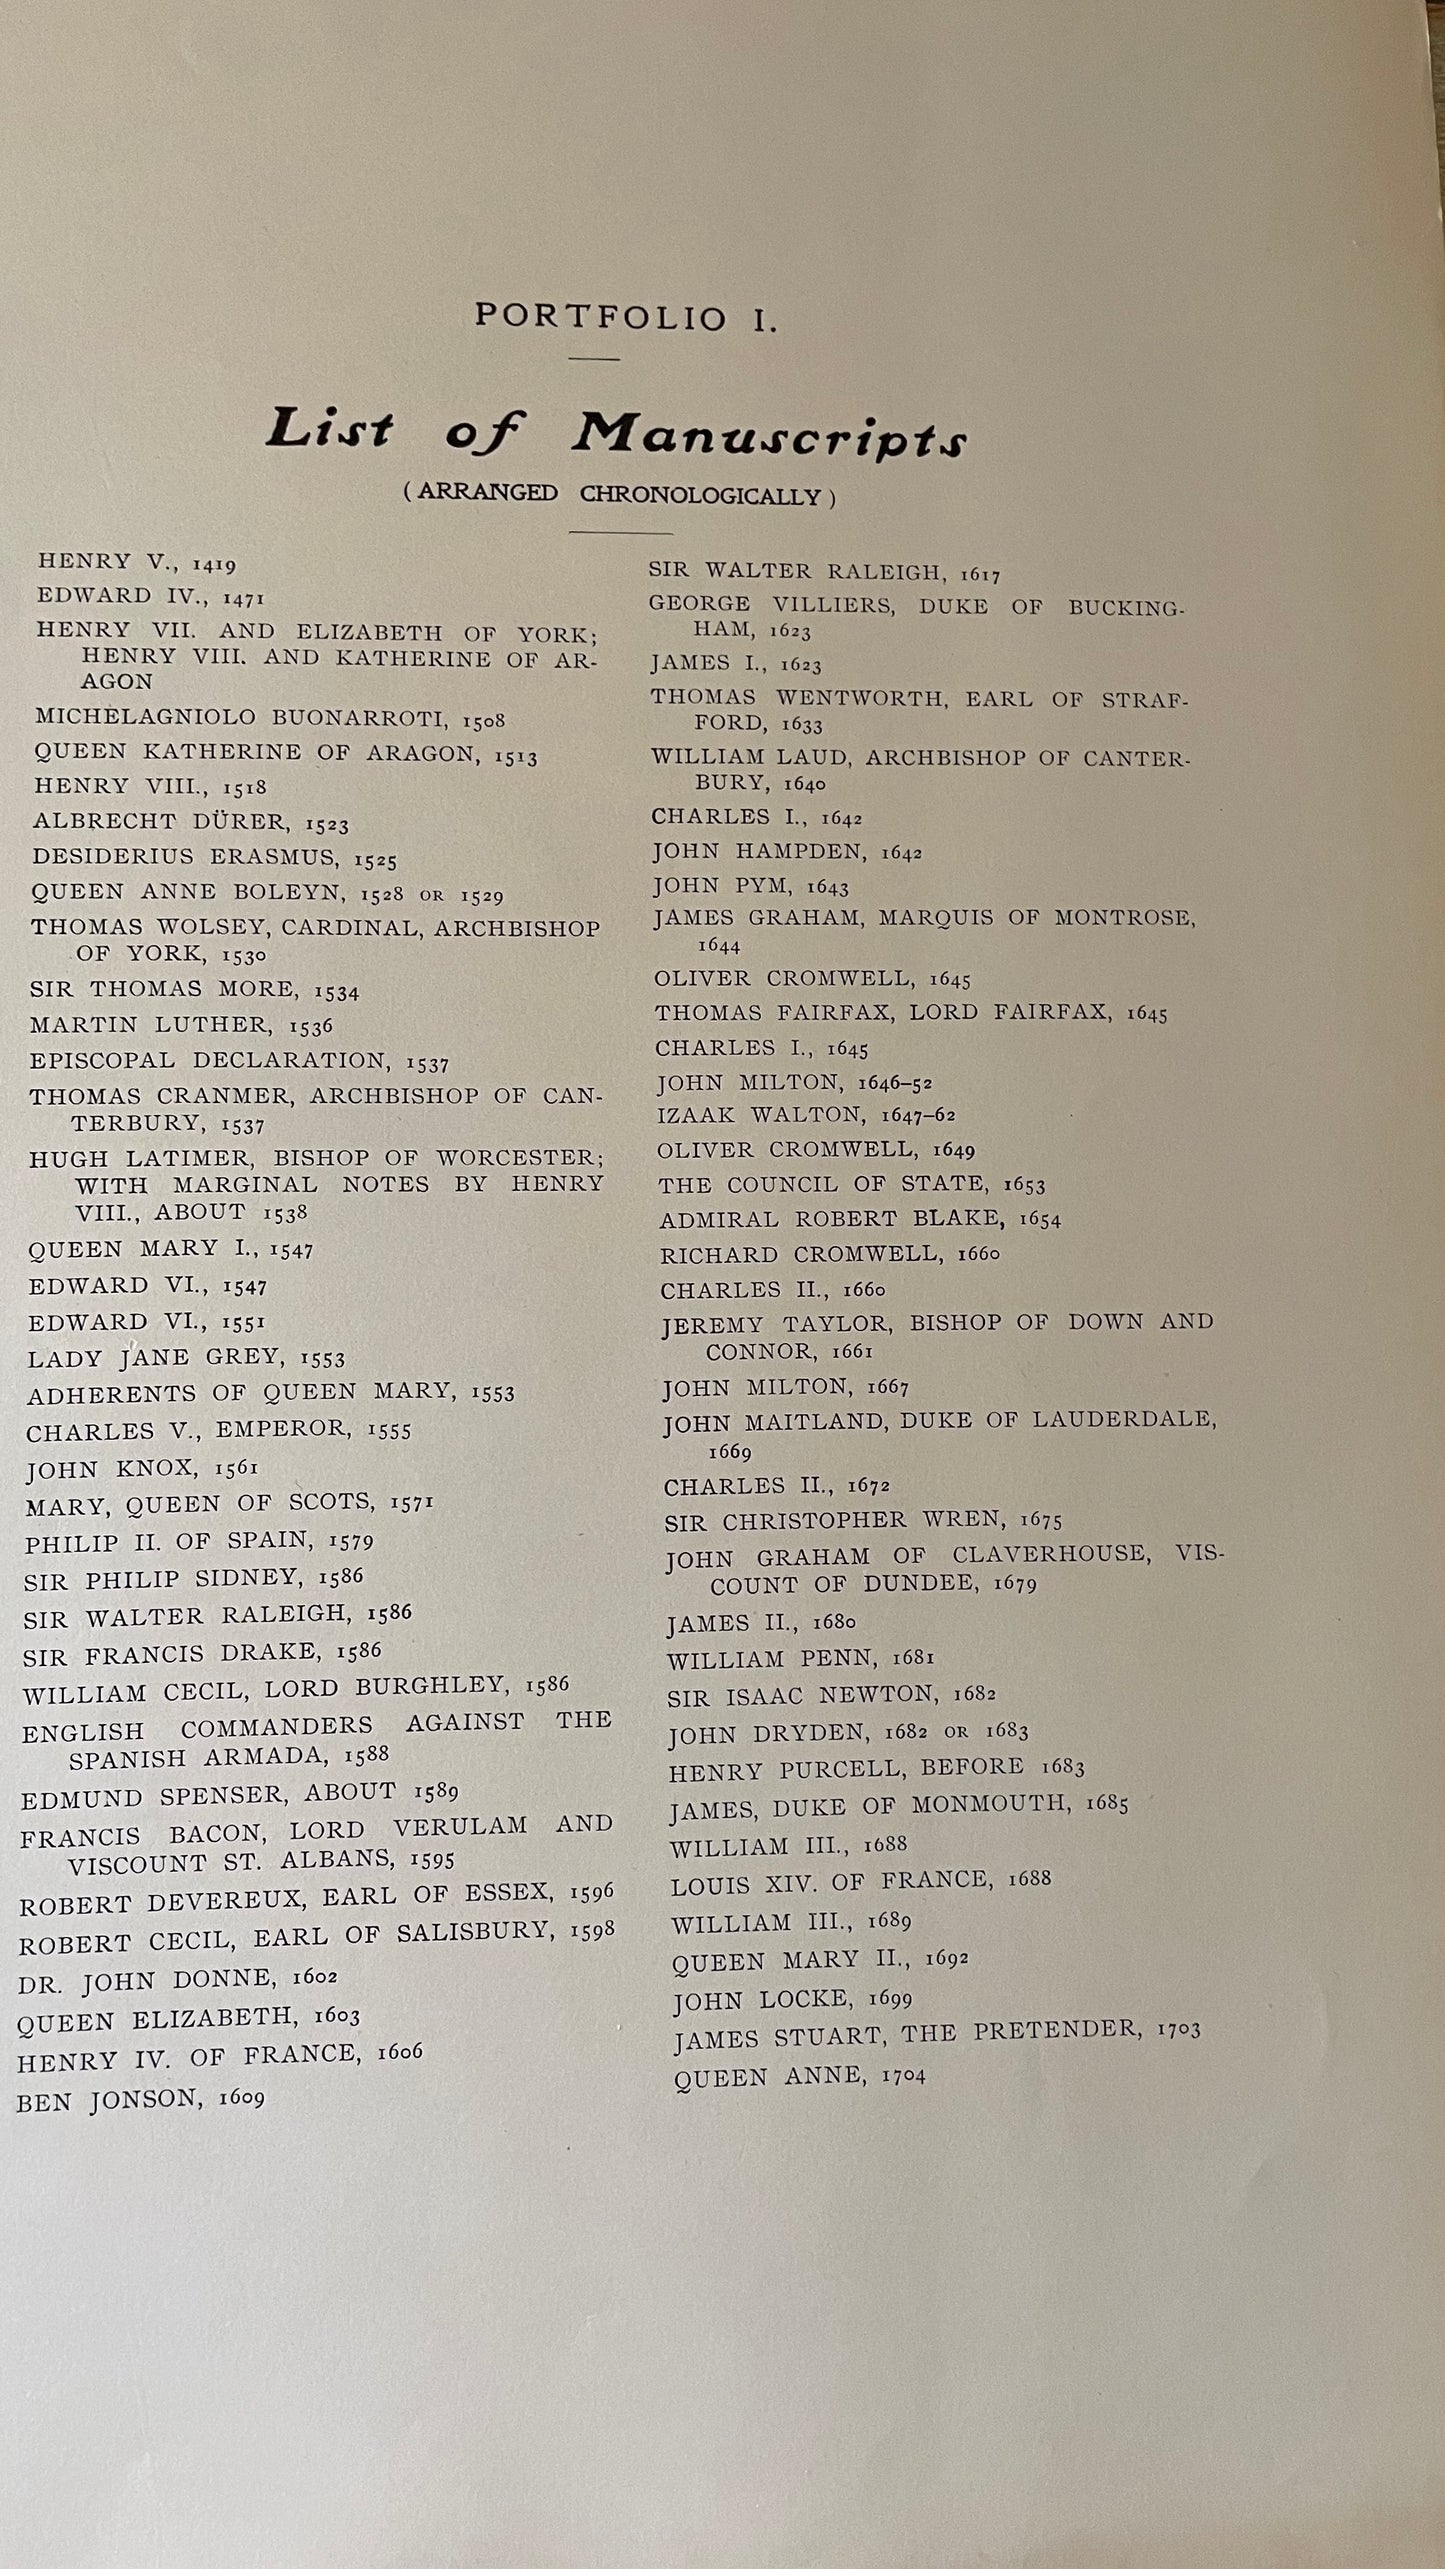 PORTFOLIO I.
List of Manuscripts
(ARRANGED CHRONOLOGICALLY)
HENRY V., 1419
EDWARD IV., 1471
HENRY VII. AND ELIZABETH OF YORK;
HENRY VIII. AND KATHERINE OF AR-
AGON
MICHELAGNIOLO BUONARROTI, 1508
QUEEN KATHERINE OF ARAGON, 1513
HENRY VIII., 1518
ALBRECHT DÜRER, 1523
DESIDERIUS ERASMUS, 1525
QUEEN ANNE BOLEYN, 1528 OR 1529
THOMAS WOLSEY, CARDINAL, ARCHBISHOP
OF YORK, 1530
SIR THOMAS MORE, 1534
MARTIN LUTHER, 1536
EPISCOPAL DECLARATION, 1537
THOMAS CRANMER, ARCHBISHOP OF CAN-
TERBURY, 1537
HUGH LATIMER, BISHOP OF WORCESTER;
WITH MARGINAL NOTES BY HENRY
VIII., ABOUT 1538
QUEEN MARY I., 1547
EDWARD VI., 1547
EDWARD VI., 1551
LADY JANE GREY, 1553
ADHERENTS OF QUEEN MARY, 1553
CHARLES V., EMPEROR, 1555
JOHN KNOX, 1561
MARY, QUEEN OF SCOTS, 1571
PHILIP II. OF SPAIN, 1579
SIR PHILIP SIDNEY, 1586
SIR WALTER RALEIGH, 1586
SIR FRANCIS DRAKE, 1586
WILLIAM CECIL, LORD BURGHLEY, 1586
ENGLISH COMMANDERS AGAINST THE
SPANISH ARMADA, 1588
EDMUND SPENSER, ABOUT 1589
FRANCIS BACON, LORD VERULAM AND
VISCOUNT ST. ALBANS, 1595
ROBERT DEVEREUX, EARL OF ESSEX, 1596
ROBERT CECIL, EARL OF SALISBURY, 1598
DR. JOHN DONNE, 1602
QUEEN ELIZABETH, 1603
HENRY IV. OF FRANCE, 1606
BEN JONSON, 1609
SIR WALTER RALEIGH, 1617
GEORGE VILLIERS, DUKE OF BUCKING-
HAM, 1623
JAMES I., 1623
THOMAS WENTWORTH, EARL OF STRAF-
FORD, 1633
WILLIAM LAUD, ARCHBISHOP OF CANTER-
BURY, 1640
CHARLES I., 1642
JOHN HAMPDEN, 1642
JOHN PYM, 1643
JAMES GRAHAM, MARQUIS OF MONTROSE,
1644
OLIVER CROMWELL, 1645
THOMAS FAIRFAX, LORD FAIRFAX, 1645
CHARLES I., 1645
JOHN MILTON, 1646–52
IZAAK WALTON, 1647–62
OLIVER CROMWELL, 1649
THE COUNCIL OF STATE, 1653
ADMIRAL ROBERT BLAKE, 1654
RICHARD CROMWELL, 1660
CHARLES II., 1660
JEREMY TAYLOR, BISHOP OF DOWN AND
CONNOR, 1661
JOHN MILTON, 1667
JOHN MAITLAND, DUKE OF LAUDERDALE,
1669
CHARLES II., 1672
SIR CHRISTOPHER WREN, 1675
JOHN GRAHAM OF CLAVERHOUSE, VIS-
COUNT OF DUNDEE, 1679
JAMES II., 1680
WILLIAM PENN, 1681
SIR ISAAC NEWTON, 1682
JOHN DRYDEN, 1682 OR 1683
HENRY PURCELL, BEFORE 1683
JAMES, DUKE OF MONMOUTH, 1685
WILLIAM III., 1688
LOUIS XIV. OF FRANCE, 1688
WILLIAM III., 1689
QUEEN MARY II., 1692
JOHN LOCKE, 1699
JAMES STUART, THE PRETENDER, 1703
QUEEN ANNE, 1704